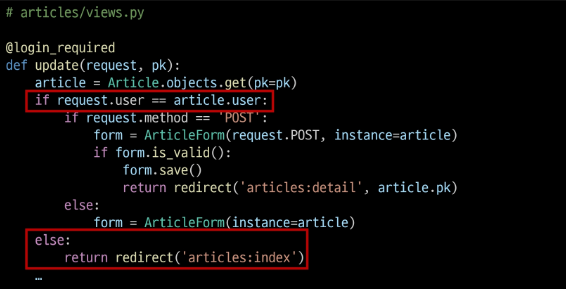 # articles/views.py
@login_required
def update(request, pk):
    article = Article.objects.get(pk=pk)
    if request.user == article.user:
        if request.method == 'POST':
            form = ArticleForm(request.POST, instance=article)
            if form.is_valid():
                form.save()
                return redirect('articles:detail', article.pk)
        else:
            form = ArticleForm(instance=article)
    else:
        return redirect('articles:index')
    …